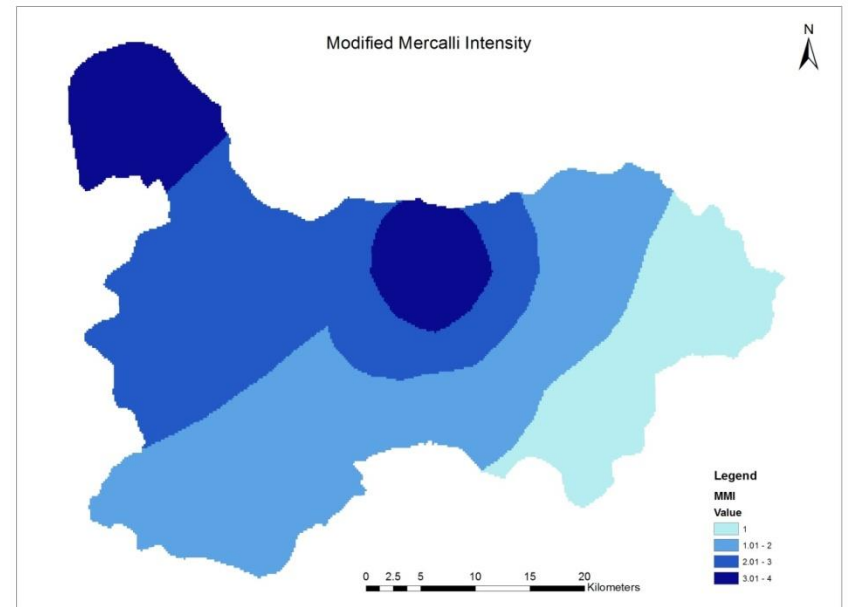 Modified Mercalli Intensity
N
Legend
MMI
Value
1
1.01 - 2
2.01 - 3
3.01 - 4
0 2.5 5 10 15 20
Kilometers